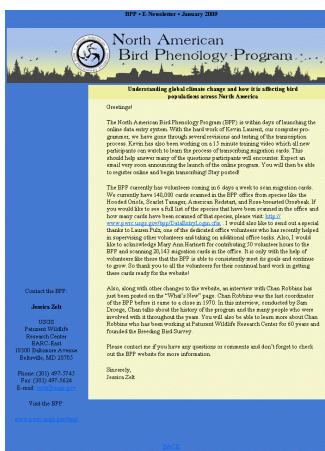 BPP • E-Newsletter • January 2009
North American
Bird Phenology Program
Understanding global climate change and how it is affecting bird
populations across North America
Greetings!
The North American Bird Phenology Program (BPP) is within days of launching the
online data entry system. With the hard work of Kevin Laurent, our computer pro-
grammer, we have gone through several revisions and testing of the transcription
process. Kevin has also been working on a 15 minute training video which all new
participants can watch to learn the process of transcribing migration cards. This
should help answer many of the questions participants will encounter. Expect an
email very soon announcing the launch of the online program. You will then be able
to register online and begin transcribing! Stay posted!
The BPP currently has volunteers coming in 6 days a week to scan migration cards.
We currently have 140,000 cards scanned in the BPP office from species like the
Hooded Oriole, Scarlet Tanager, American Redstart, and Rose-breasted Grosbeak. If
you would like to see a full list of the species that have been scanned in the office and
how many cards have been scanned of that species, please visit: http://
www.pwrc.usgs.gov/bpp/DataEntryLogin.cfm. I would also like to send out a special
thanks to Lauren Pulz, one of the dedicated office volunteers who has recently helped
in supervising other volunteers and taking on additional office tasks. Also, I would
like to acknowledge Mary Ann Hartsett for contributing 50 volunteer hours to the
BPP and scanning 20,143 migration cards in the office. It is only with the help of
volunteers like these that the BPP is able to consistently meet its goals and continue
to grow. So thank you to all the volunteers for their continual hard work in getting
these cards ready for the website!
Also, along with other changes to the website, an interview with Chan Robbins has
just been posted on the "What's New" page. Chan Robbins was the last coordinator
of the BPP before it came to a close in 1970. In this interview, conducted by Sam
Droege, Chan talks about the history of the program and the many people who were
involved with it throughout the years. You will also be able to learn more about Chan
Robbins who has been working at Patuxent Wildlife Research Center for 60 years and
founded the Breeding Bird Survey.
Please contact me if you have any questions or comments and don't forget to check
out the BPP website for more information.
Sincerely,
Jessica Zelt
Contact the BPP:
Jessica Zelt
USGS
Patuxent Wildlife
Research Center
BARC-East
10300 Baltimore Avenue
Beltsville, MD 20705
Phone: (301) 497-5745
Fax: (301) 497-5624
E-mail:
Visit the BPP:
BACK